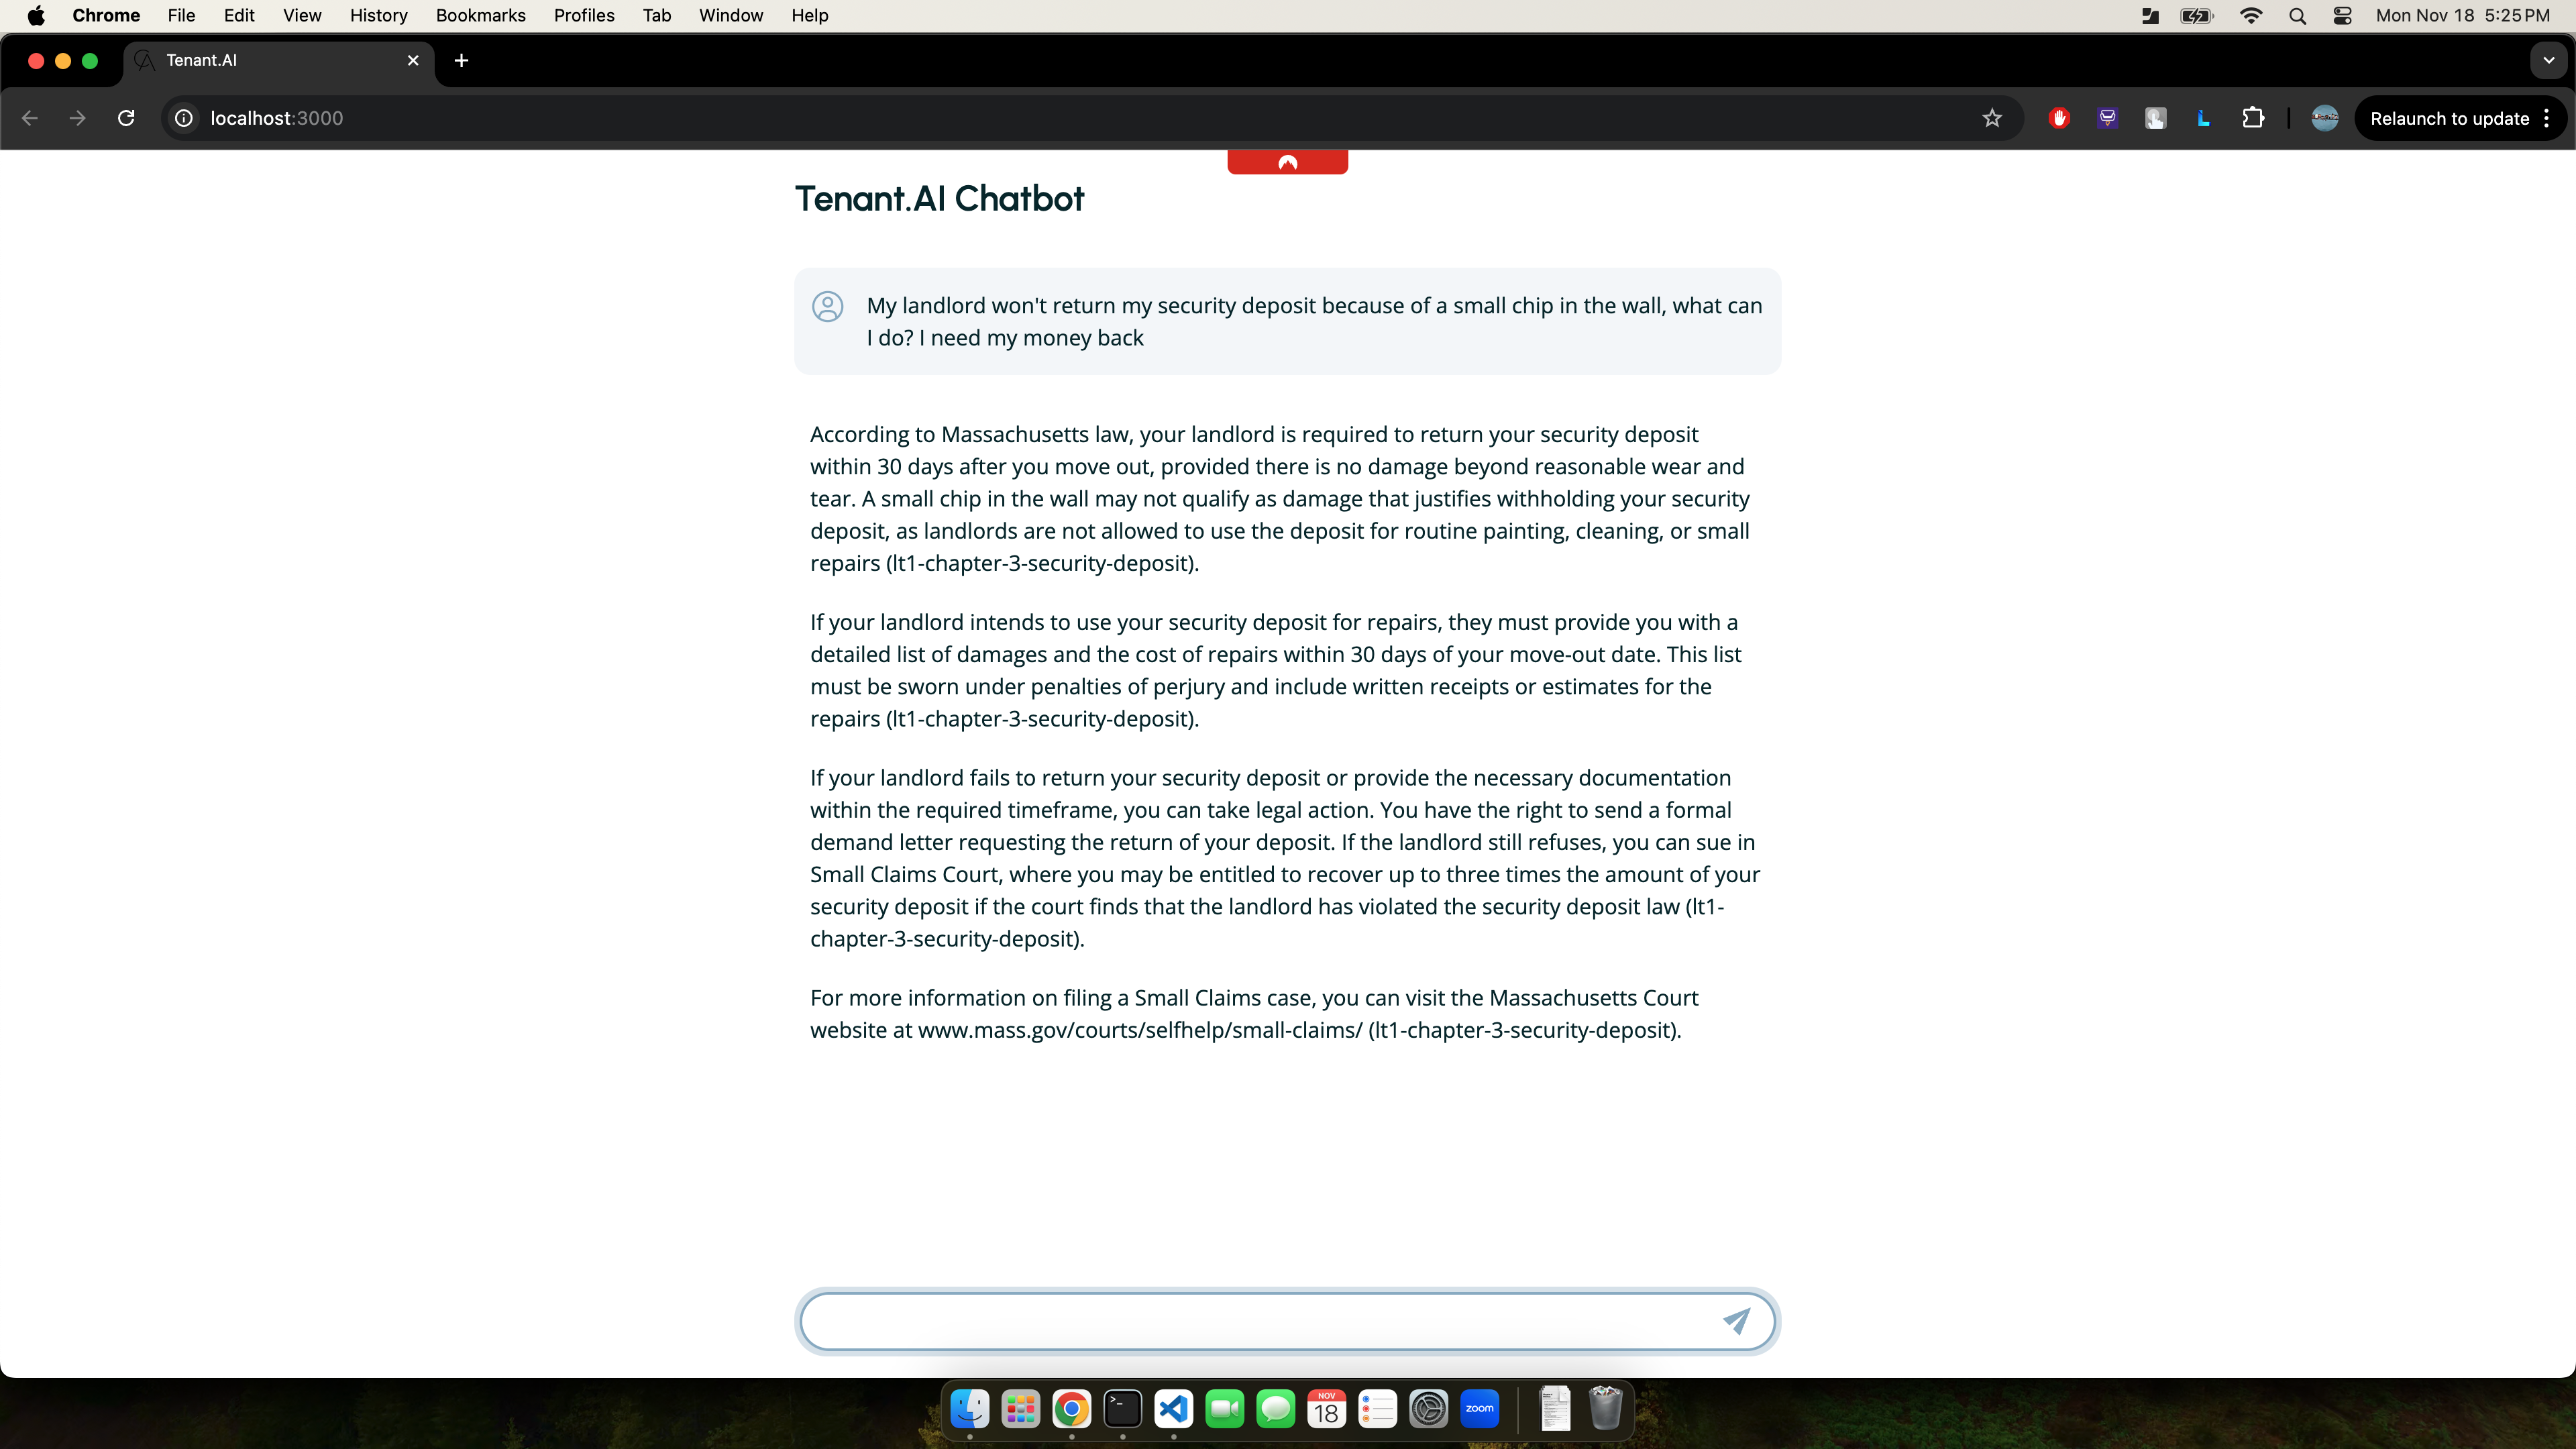 Chrome File Edit View History Bookmarks Profiles Tab Window Help Mon Nov 18 5:25 PM
Tenant.AI
localhost:3000 Relaunch to update
Tenant.AI Chatbot
My landlord won't return my security deposit because of a small chip in the wall, what can
I do? I need my money back
According to Massachusetts law, your landlord is required to return your security deposit
within 30 days after you move out, provided there is no damage beyond reasonable wear and
tear. A small chip in the wall may not qualify as damage that justifies withholding your security
deposit, as landlords are not allowed to use the deposit for routine painting, cleaning, or small
repairs (lt1-chapter-3-security-deposit).
If your landlord intends to use your security deposit for repairs, they must provide you with a
detailed list of damages and the cost of repairs within 30 days of your move-out date. This list
must be sworn under penalties of perjury and include written receipts or estimates for the
repairs (lt1-chapter-3-security-deposit).
If your landlord fails to return your security deposit or provide the necessary documentation
within the required timeframe, you can take legal action. You have the right to send a formal
demand letter requesting the return of your deposit. If the landlord still refuses, you can sue in
Small Claims Court, where you may be entitled to recover up to three times the amount of your
security deposit if the court finds that the landlord has violated the security deposit law (lt1-
chapter-3-security-deposit).
For more information on filing a Small Claims case, you can visit the Massachusetts Court
website at www.mass.gov/courts/selfhelp/small-claims/ (lt1-chapter-3-security-deposit).
NOV
18
zoom